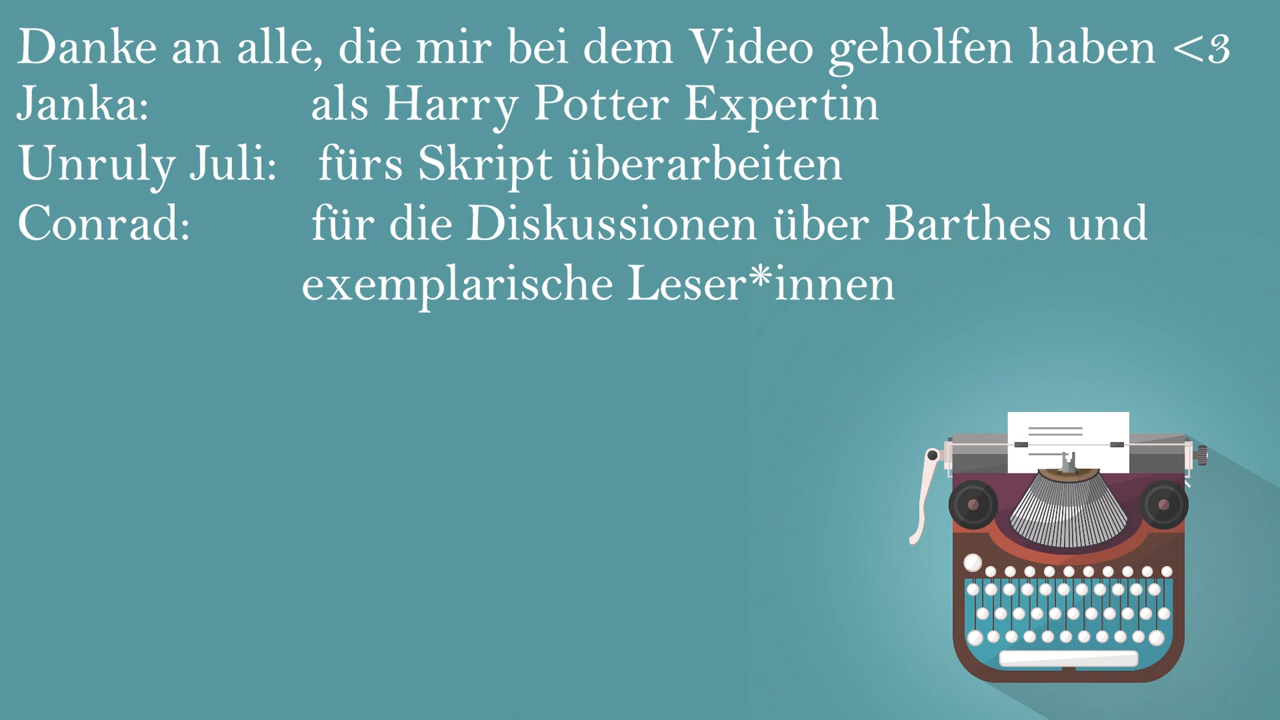 Danke an alle, die mir bei dem Video geholfen haben <3
Janka: als Harry Potter Expertin
Unruly Juli: fürs Skript überarbeiten
Conrad: für die Diskussionen über Barthes und
exemplarische Leser*innen